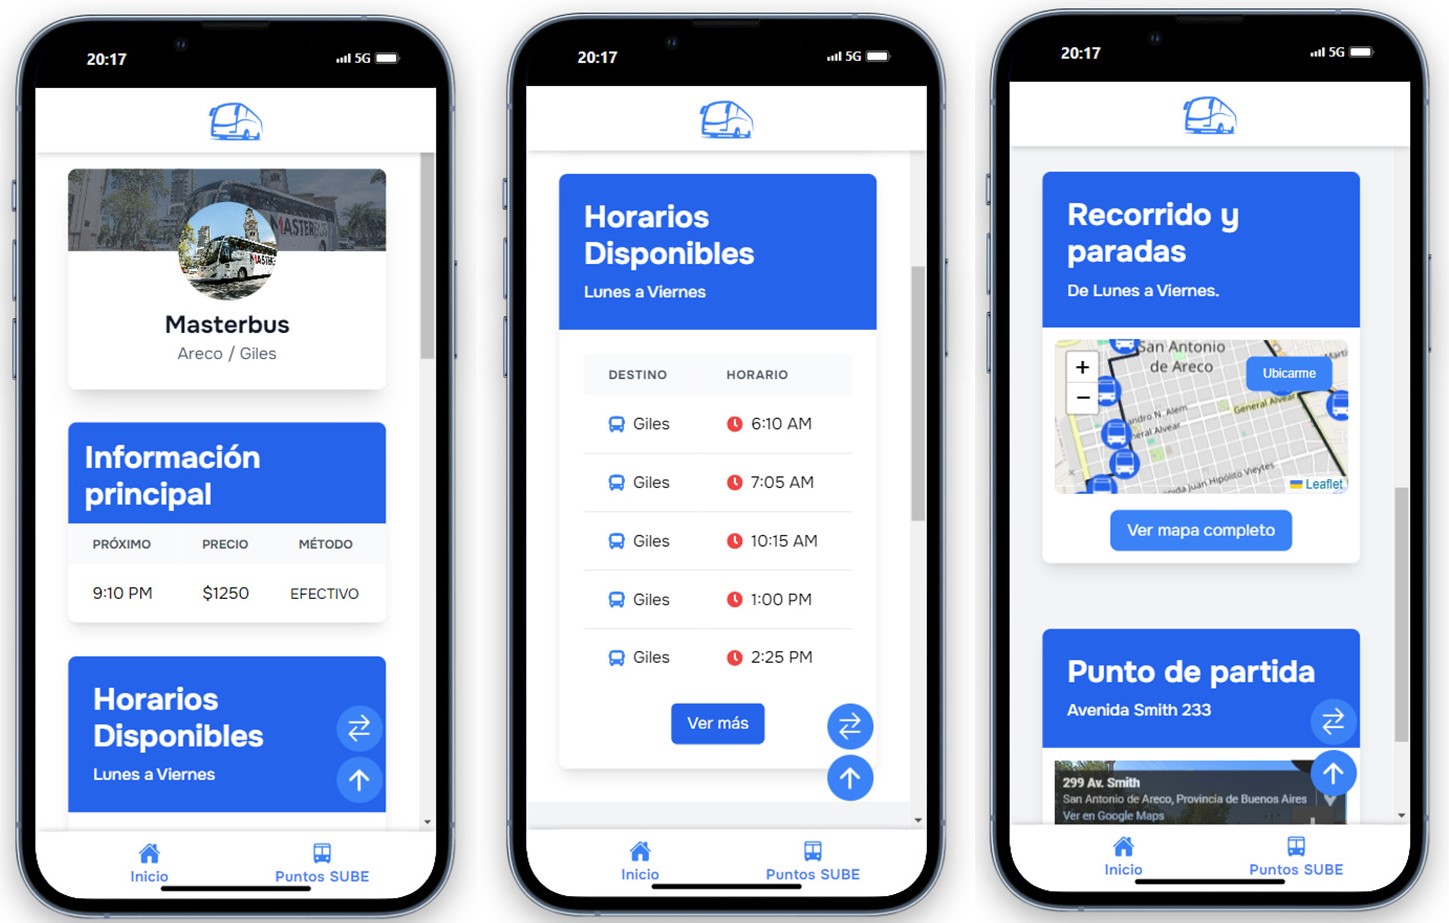 20:17
5G
MASTERBUS
MAST
Masterbus
Areco / Giles
Información
principal
PRÓXIMO PRECIO MÉTODO
9:10 PM $1250 EFECTIVO
Horarios
Disponibles
Lunes a Viernes
Inicio Puntos SUBE
20:17
5G
Horarios
Disponibles
Lunes a Viernes
DESTINO HORARIO
Giles 6:10 AM
Giles 7:05 AM
Giles 10:15 AM
Giles 1:00 PM
Giles 2:25 PM
Ver más
Inicio Puntos SUBE
20:17
5G
Recorrido y
paradas
De Lunes a Viernes.
+
−
San Antonio
de Areco
Ubicarme
Marti
andro N. Alem
General Alvear
neral Alvear
nida Juan Hipólito Vieytes
Leaflet
Ver mapa completo
Punto de partida
Avenida Smith 233
299 Av. Smith
San Antonio de Areco, Provincia de Buenos Aires
Ver en Google Maps
Inicio Puntos SUBE